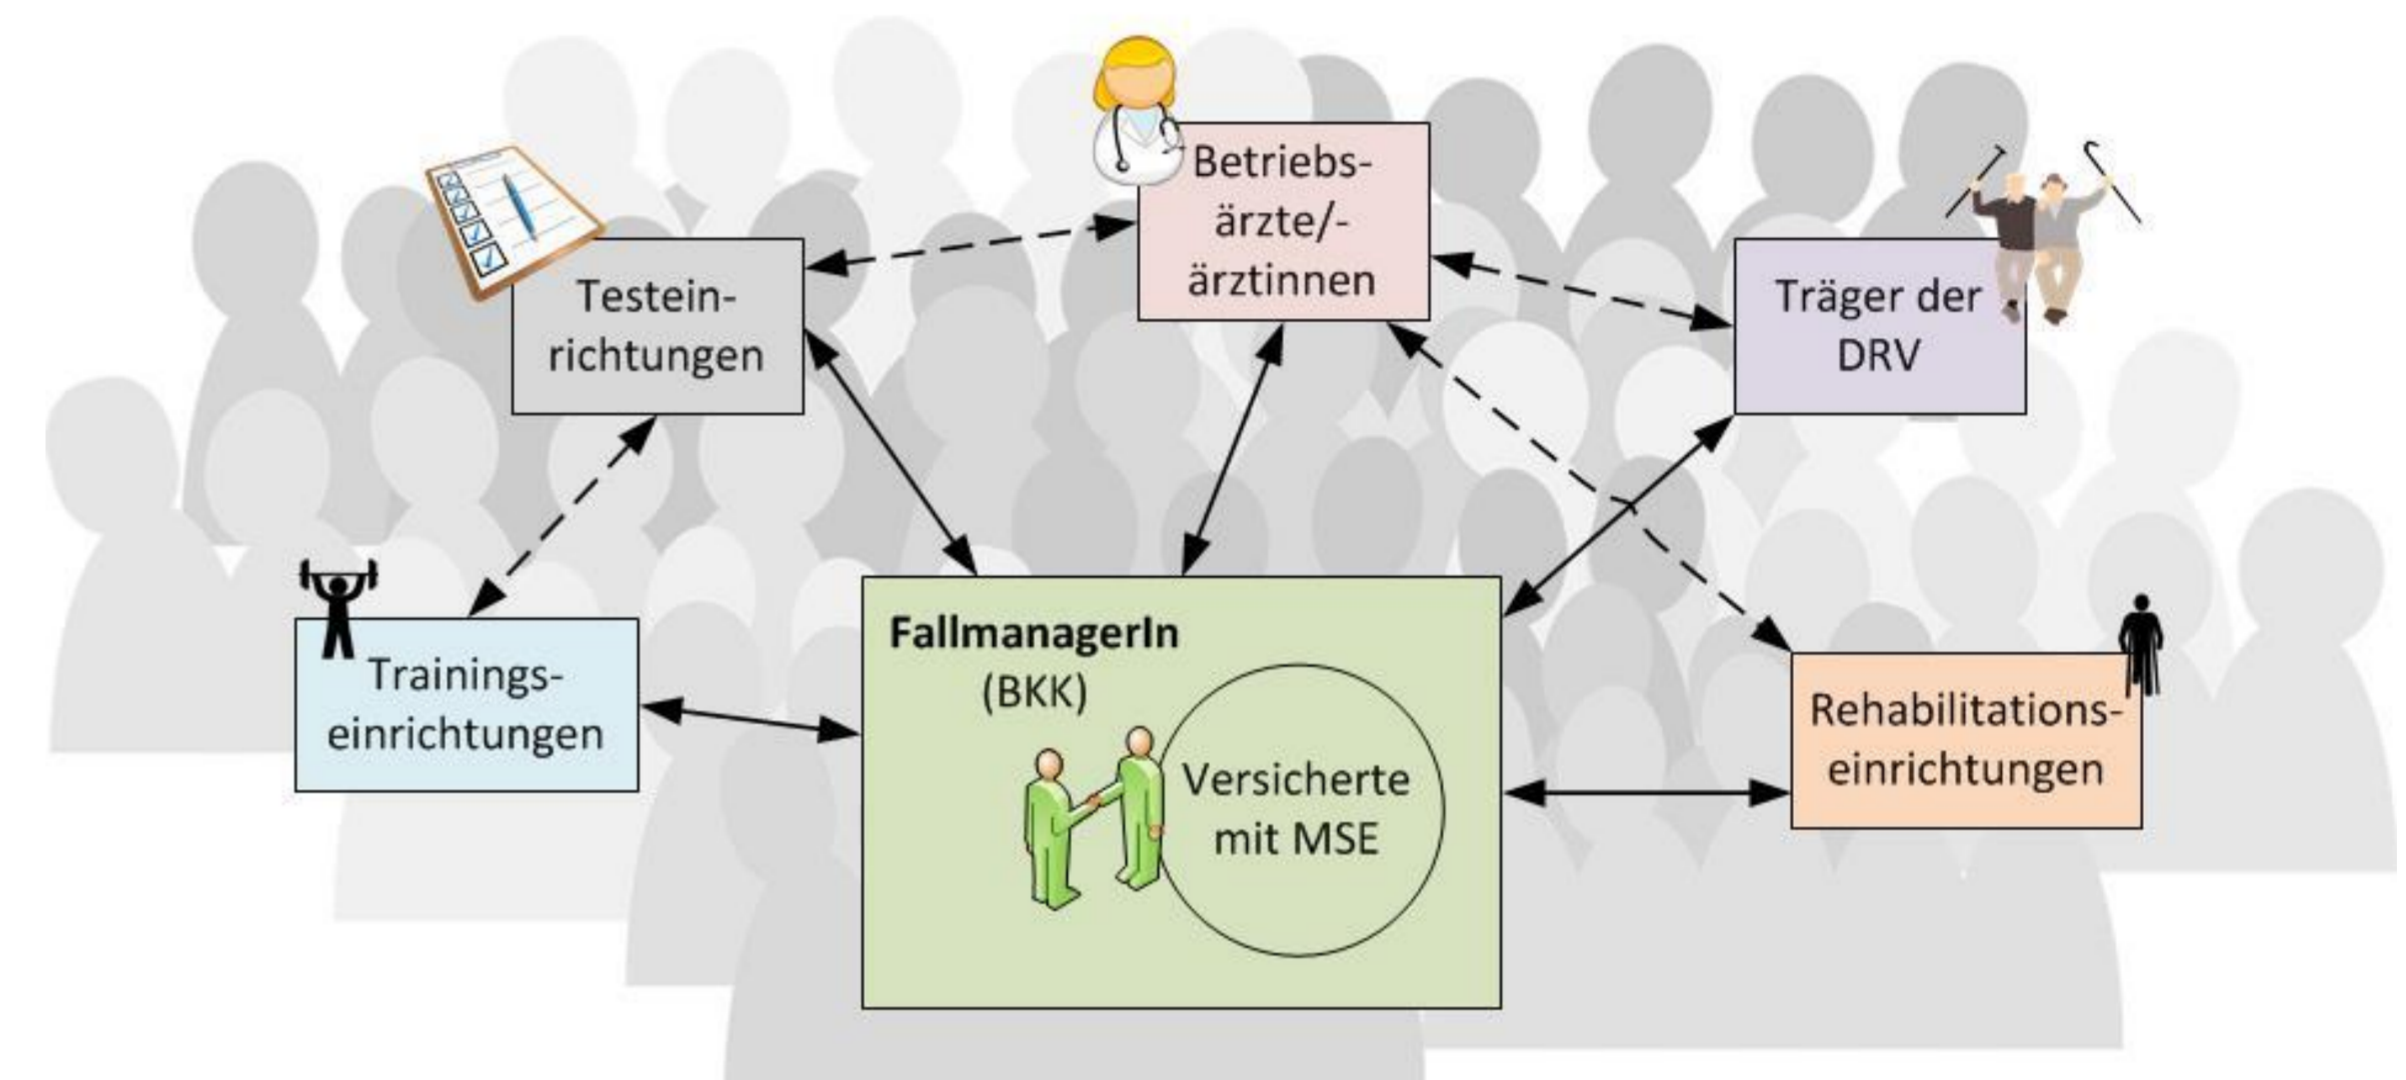 Betriebs-
ärzte/-
ärztinnen
Testein-
richtungen
Träger der
DRV
FallmanagerIn
(BKK)
Versicherte
mit MSE
Trainings-
einrichtungen
Rehabilitations-
einrichtungen